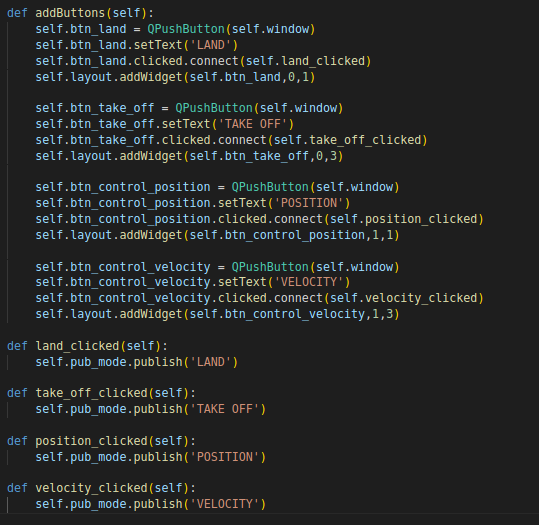 def addButtons(self):
    self.btn_land = QPushButton(self.window)
    self.btn_land.setText('LAND')
    self.btn_land.clicked.connect(self.land_clicked)
    self.layout.addWidget(self.btn_land,0,1)

    self.btn_take_off = QPushButton(self.window)
    self.btn_take_off.setText('TAKE OFF')
    self.btn_take_off.clicked.connect(self.take_off_clicked)
    self.layout.addWidget(self.btn_take_off,0,3)

    self.btn_control_position = QPushButton(self.window)
    self.btn_control_position.setText('POSITION')
    self.btn_control_position.clicked.connect(self.position_clicked)
    self.layout.addWidget(self.btn_control_position,1,1)

    self.btn_control_velocity = QPushButton(self.window)
    self.btn_control_velocity.setText('VELOCITY')
    self.btn_control_velocity.clicked.connect(self.velocity_clicked)
    self.layout.addWidget(self.btn_control_velocity,1,3)

def land_clicked(self):
    self.pub_mode.publish('LAND')

def take_off_clicked(self):
    self.pub_mode.publish('TAKE OFF')

def position_clicked(self):
    self.pub_mode.publish('POSITION')

def velocity_clicked(self):
    self.pub_mode.publish('VELOCITY')